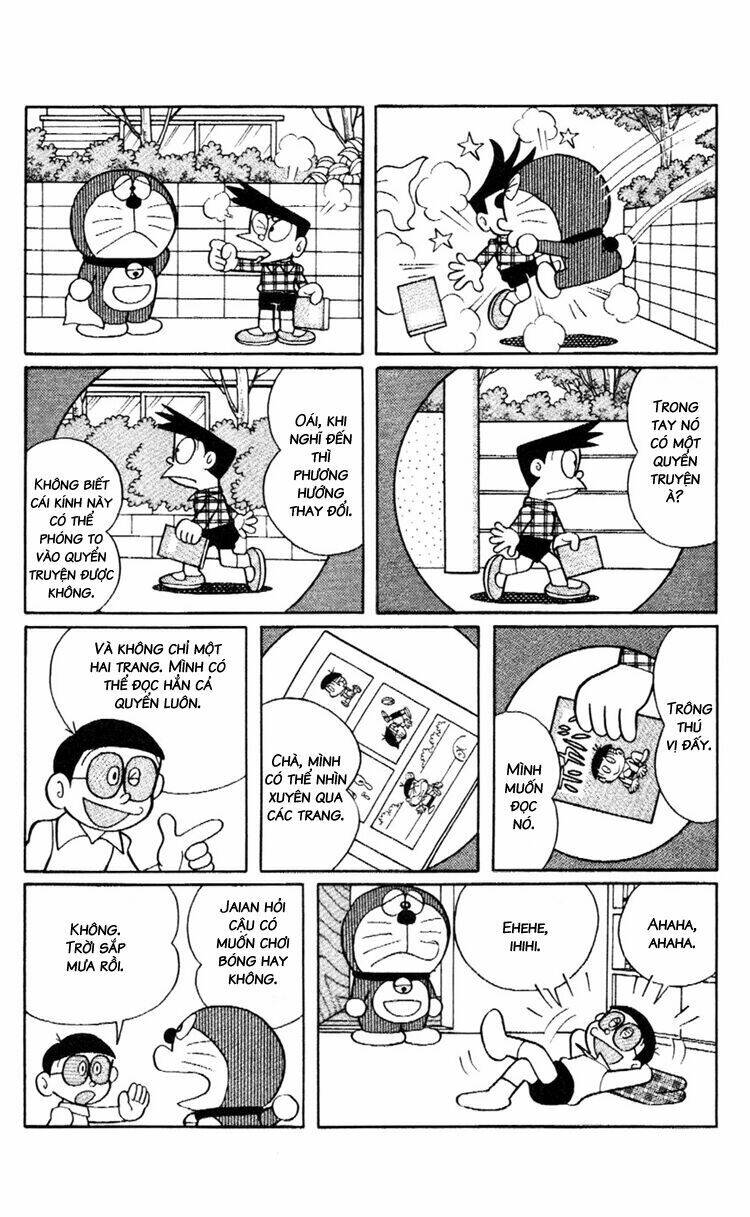 TRONG
TAY NÓ
CÓ MỘT
QUYỂN
TRUYỆN
À?
OÁI, KHI
NGHĨ ĐẾN
THÌ
PHƯƠNG
HƯỚNG
THAY ĐỔI.
KHÔNG BIẾT
CÁI KÍNH NÀY
CÓ THỂ
PHÓNG TO
VÀO QUYỂN
TRUYỆN ĐƯỢC
KHÔNG.
TRÔNG
THÚ
VỊ ĐẤY.
MÌNH
MUỐN ĐỌC
NÓ.
CHÀ, MÌNH
CÓ THỂ NHÌN
XUYÊN QUA
CÁC TRANG.
VÀ KHÔNG CHỈ MỘT
HAI TRANG. MÌNH CÓ
THỂ ĐỌC HẲN CẢ
QUYỂN LUÔN.
AHAHA,
AHAHA.
EHEHE,
IHIHI.
JAIAN HỎI
CẬU CÓ
MUỐN CHƠI
BÓNG HAY
KHÔNG.
KHÔNG.
TRỜI SẮP
MƯA RỒI.